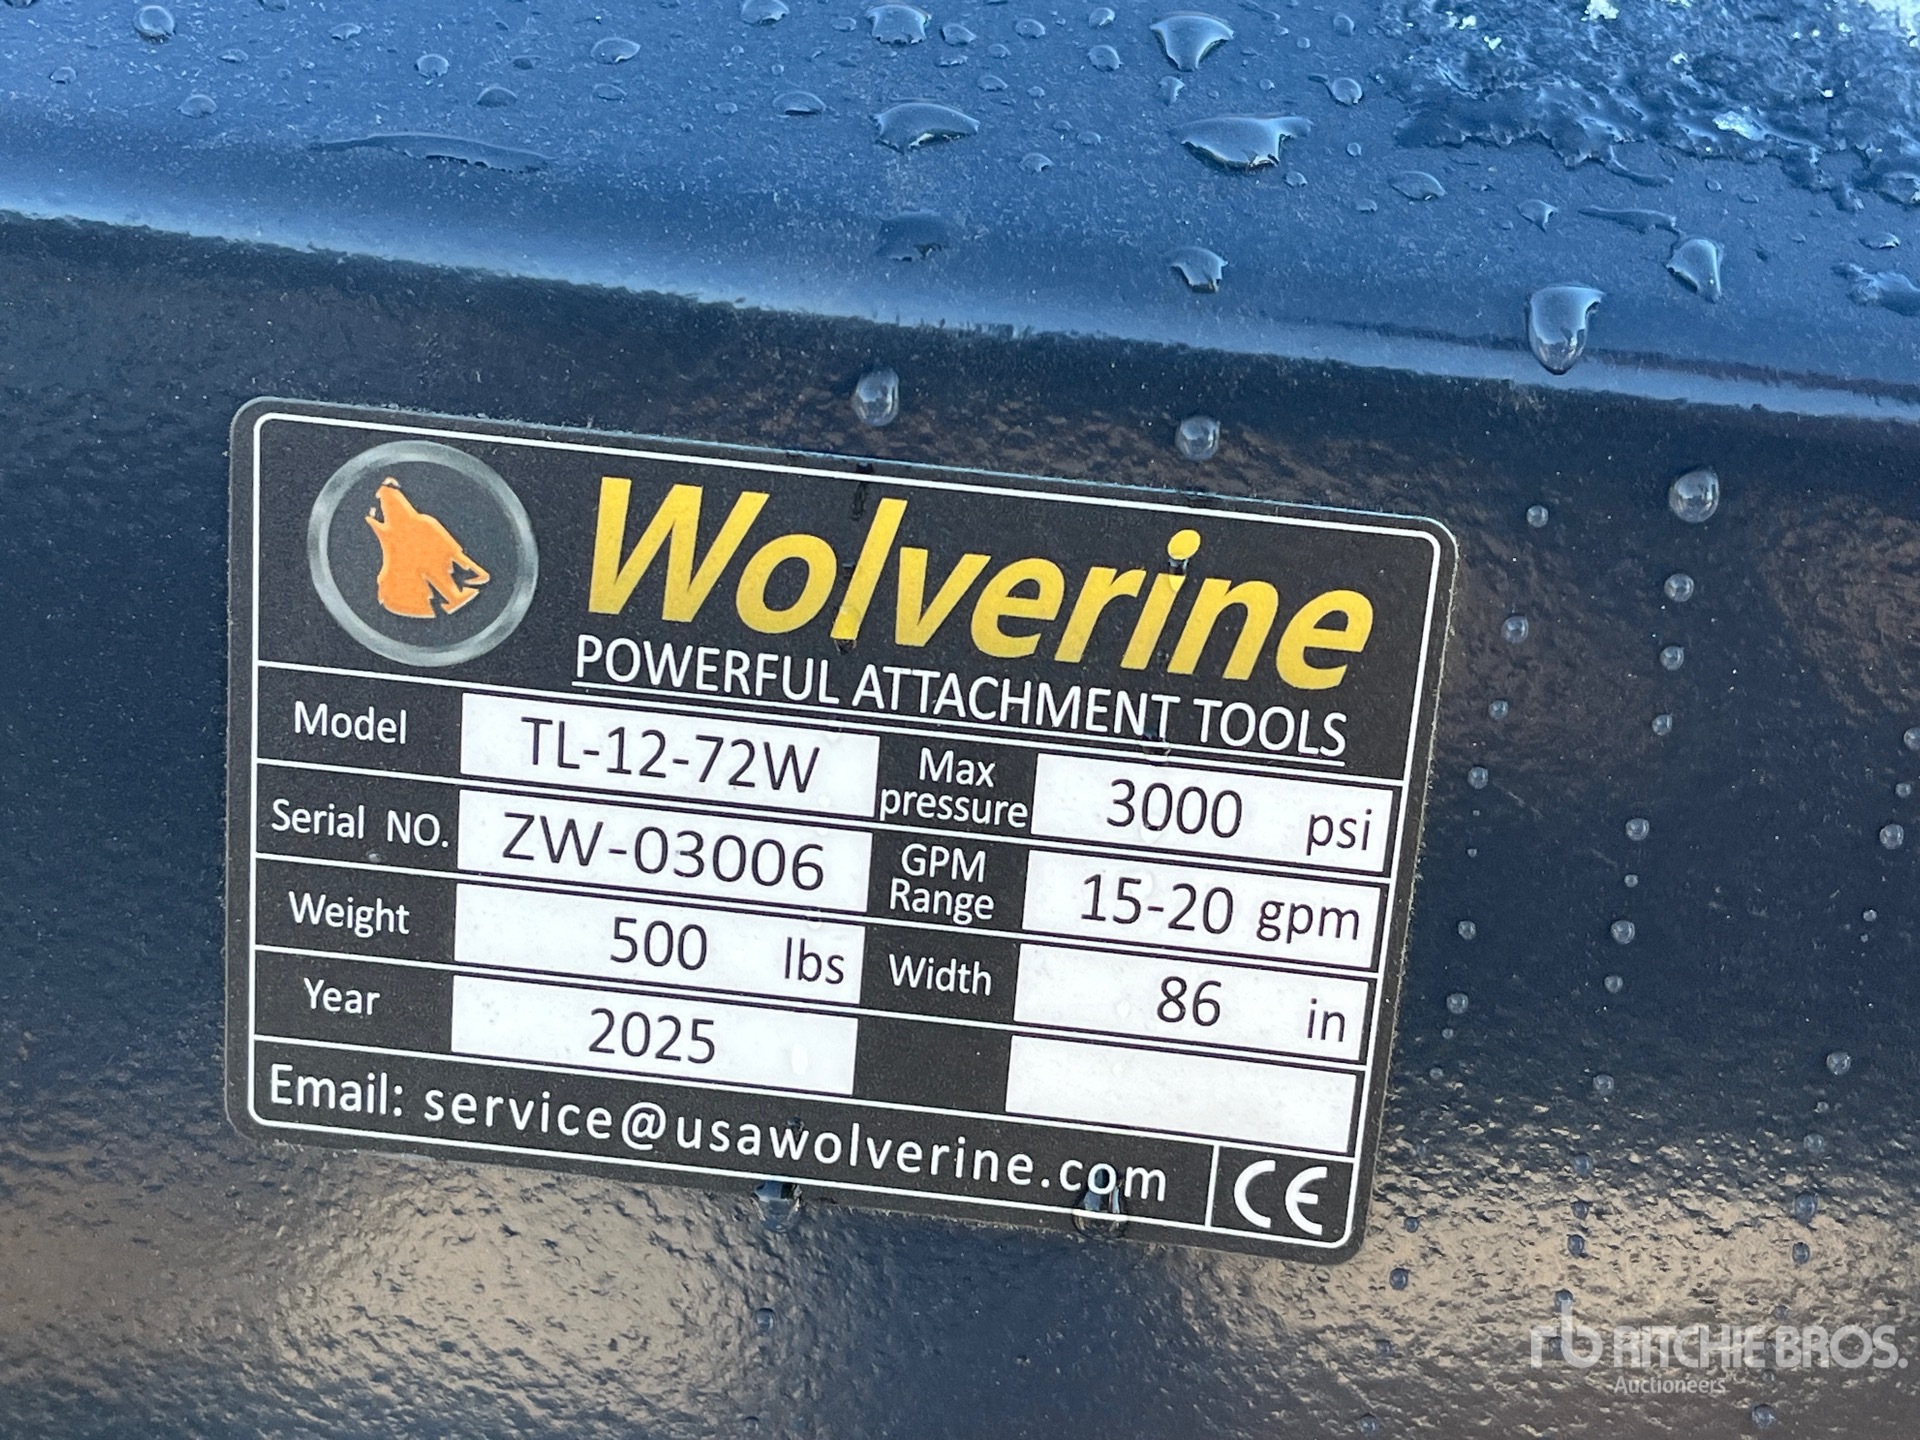 Wolverine
POWERFUL ATTACHMENT TOOLS
Model TL-12-72W Max pressure 3000 psi
Serial NO. ZW-03006 GPM Range 15-20 gpm
Weight 500 lbs Width 86 in
Year 2025
Email: service@usawolverine.com CE
rb RITCHIE BROS.
Auctioneers